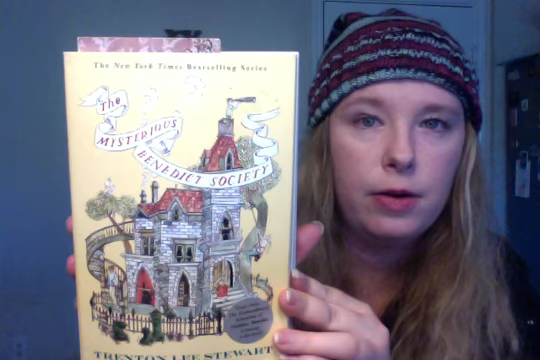 The New York Times Bestselling Series
The
MYSTERIOUS
BENEDICT SOCIETY
TRENTON LEE STEWART